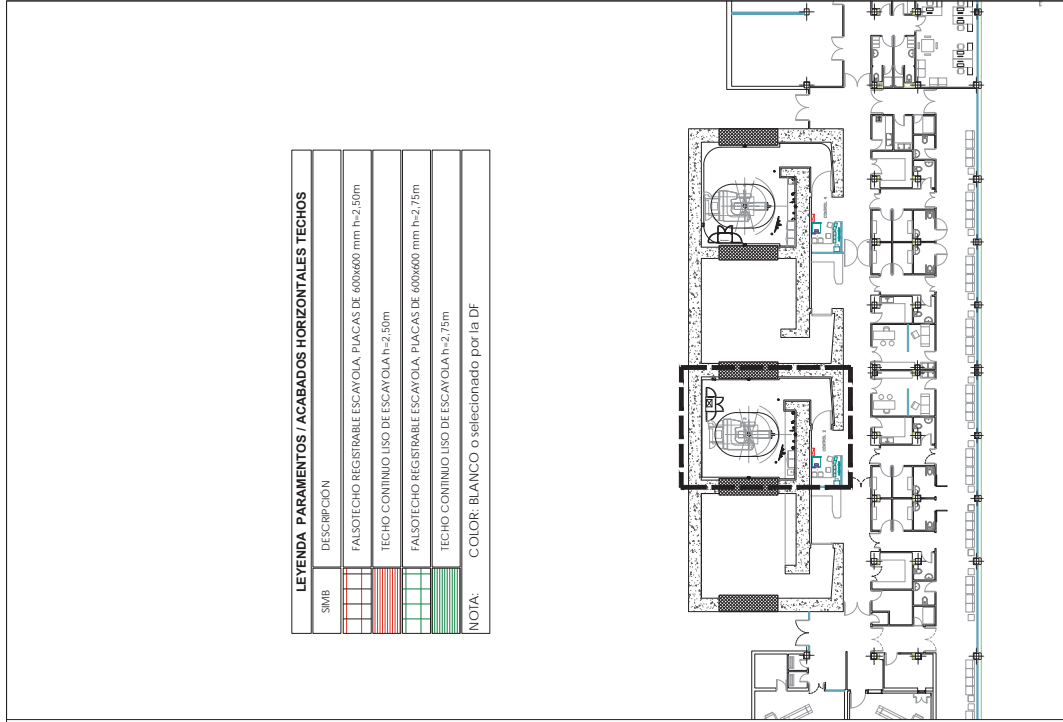 LEYENDA PARAMENTOS / ACABADOS HORIZONTALES TECHOS
SIMB DESCRIPCIÓN
FALSOTECHO REGISTRABLE ESCAYOLA, PLACAS DE 600x600 mm h=2,50m
TECHO CONTINUO LISO DE ESCAYOLA h=2,50m
FALSOTECHO REGISTRABLE ESCAYOLA, PLACAS DE 600x600 mm h=2,75m
TECHO CONTINUO LISO DE ESCAYOLA h=2,75m
NOTA: COLOR: BLANCO o selecionado por la DF